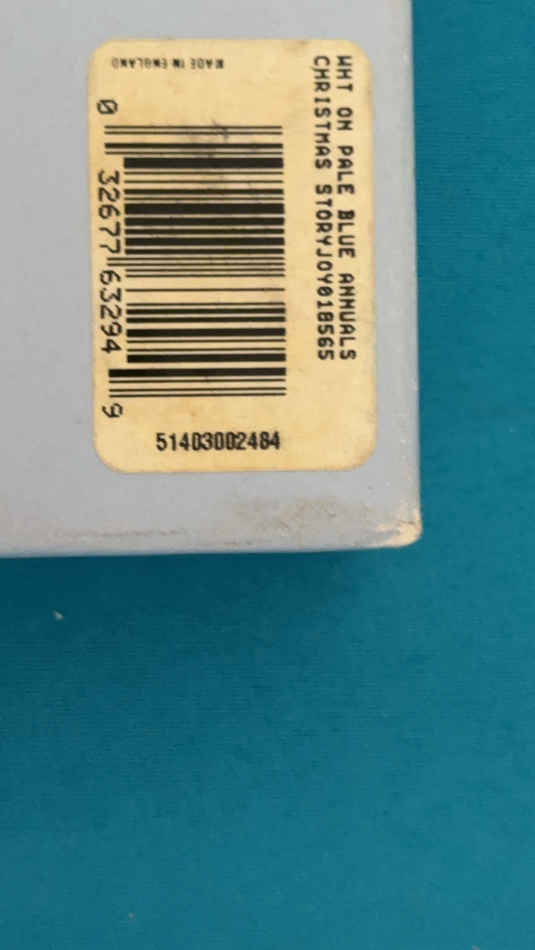 WHT ON PALE BLUE ANNUALS
CHRISTMAS STORYJOY018565
0 32677 63294 9
MADE IN ENGLAND
51403002484